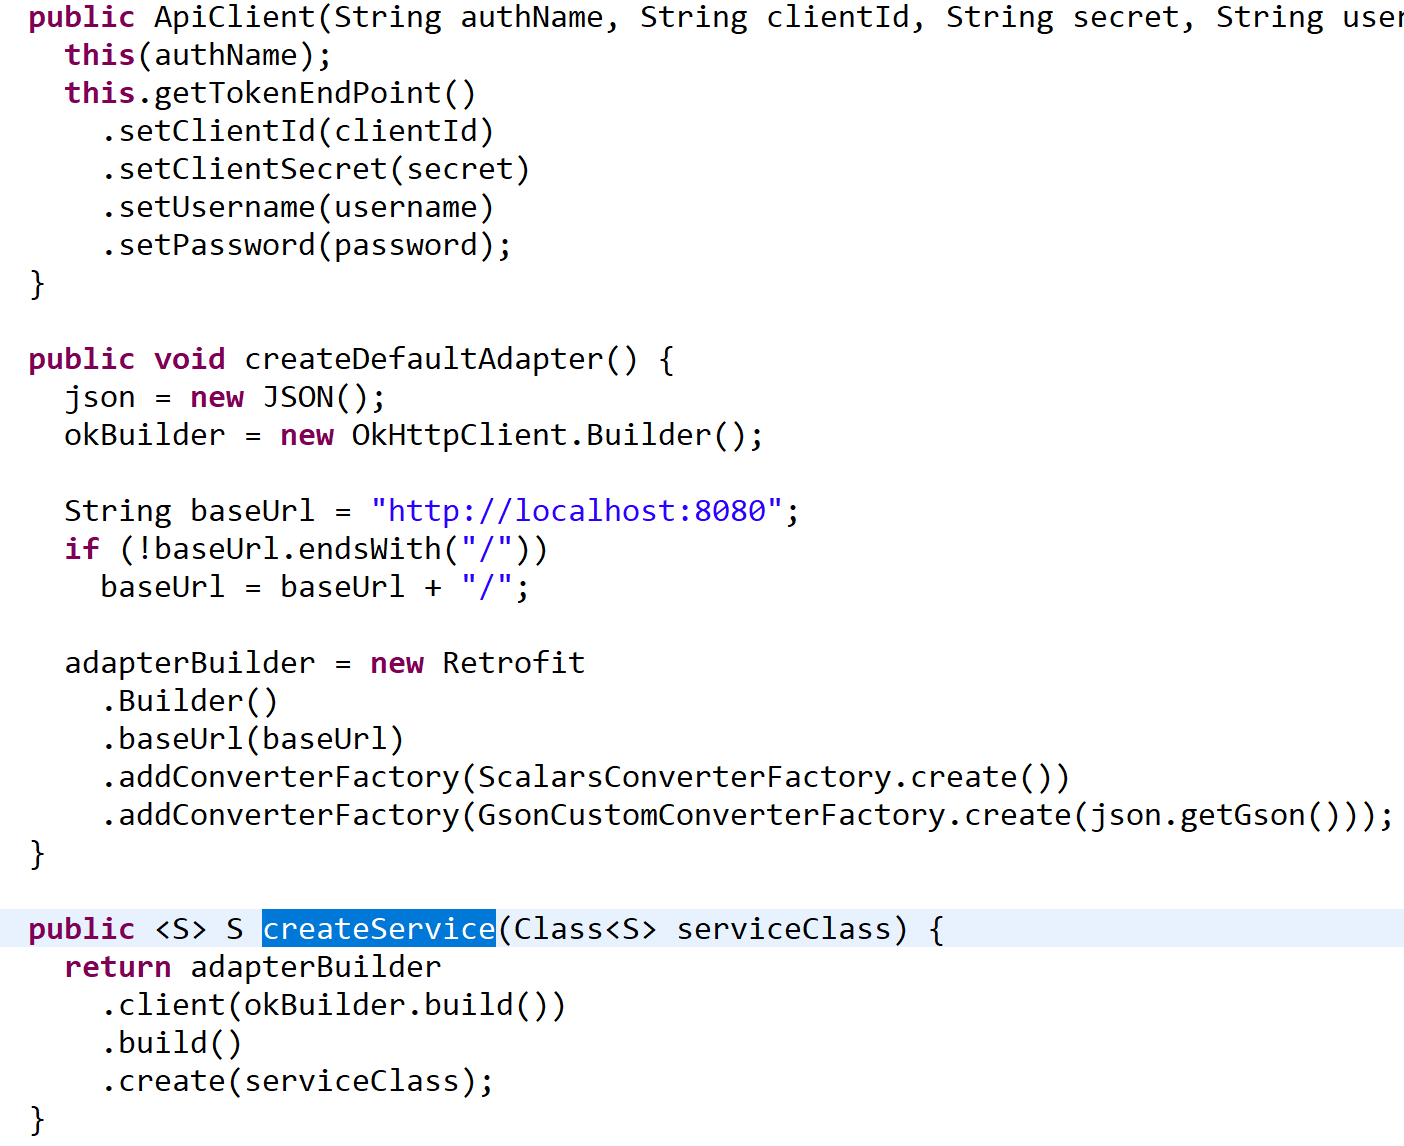 public ApiClient(String authName, String clientId, String secret, String
this(authName);
this.getTokenEndPoint()
.setClientId(clientId)
.setClientSecret(secret)
.setUsername(username)
.setPassword(password);
}
public void createDefaultAdapter() {
json = new JSON();
okBuilder = new OkHttpClient.Builder();
String baseUrl = "http://localhost:8080";
if (!baseUrl.endsWith("/"))
baseUrl = baseUrl + "/";
adapterBuilder = new Retrofit
.Builder()
.baseUrl(baseUrl)
.addConverterFactory(ScalarsConverterFactory.create())
.addConverterFactory(GsonCustomConverterFactory.create(json.getGson()));
}
public <S> S createService(Class<S> serviceClass) {
return adapterBuilder
.client(okBuilder.build())
.build()
.create(serviceClass);
}